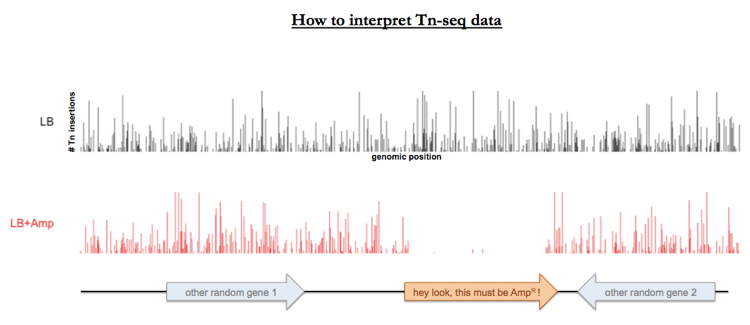 How to interpret Tn-seq data
LB
# Tn insertions
genomic position
LB+Amp
other random gene 1
hey look, this must be Ampᴿ!
other random gene 2